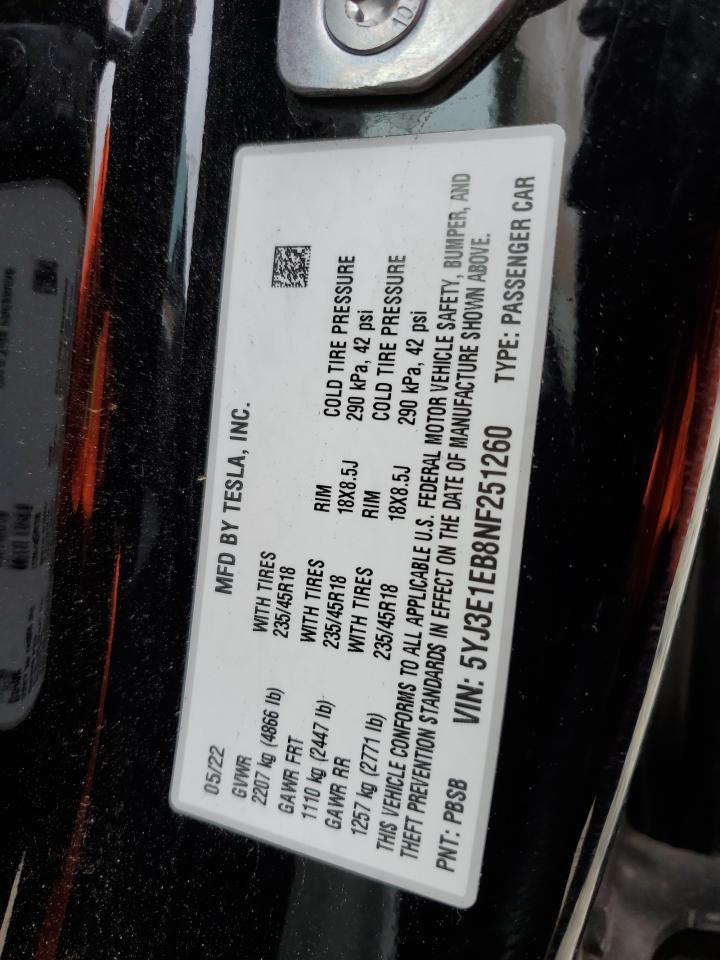 MFD BY TESLA, INC.
05/22
GVWR
2207 kg (4866 lb)
WITH TIRES
235/45R18
RIM
18X8.5J
COLD TIRE PRESSURE
290 kPa, 42 psi
GAWR FRT
1110 kg (2447 lb)
WITH TIRES
235/45R18
RIM
18X8.5J
COLD TIRE PRESSURE
290 kPa, 42 psi
GAWR RR
1257 kg (2771 lb)
WITH TIRES
235/45R18
THIS VEHICLE CONFORMS TO ALL APPLICABLE U.S. FEDERAL MOTOR VEHICLE SAFETY, BUMPER, AND
THEFT PREVENTION STANDARDS IN EFFECT ON THE DATE OF MANUFACTURE SHOWN ABOVE.
PNT: PBSB
VIN: 5YJ3E1EB8NF251260
TYPE: PASSENGER CAR
10